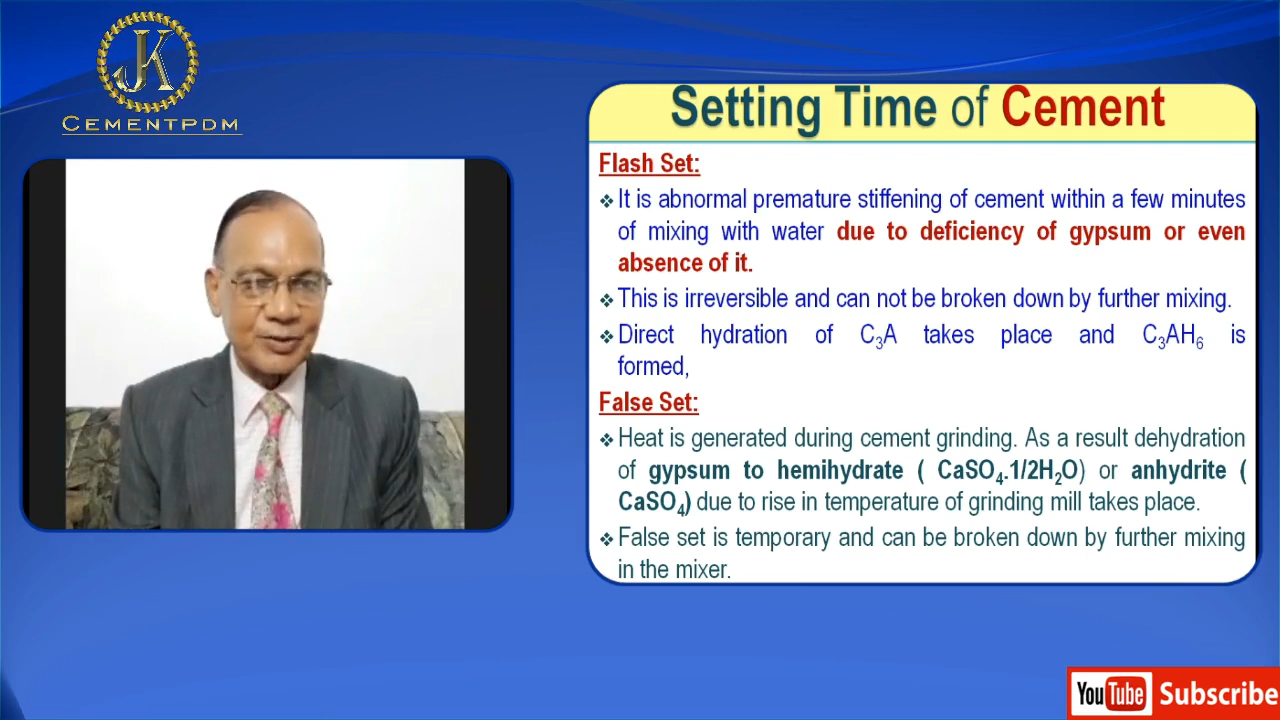 JK
CEMENTPDM
Setting Time of Cement
Flash Set:
❖ It is abnormal premature stiffening of cement within a few minutes
of mixing with water due to deficiency of gypsum or even
absence of it.
❖ This is irreversible and can not be broken down by further mixing.
❖ Direct hydration of C₃A takes place and C₃AH₆ is
formed,
False Set:
❖ Heat is generated during cement grinding. As a result dehydration
of gypsum to hemihydrate ( CaSO₄.1/2H₂O) or anhydrite (
CaSO₄) due to rise in temperature of grinding mill takes place.
❖ False set is temporary and can be broken down by further mixing
in the mixer.
YouTube Subscribe